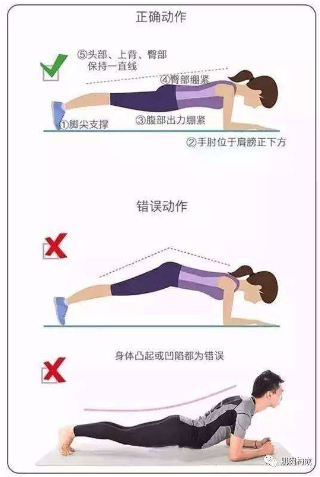 正确动作
⑤头部、上背、臀部
保持一直线
④臀部绷紧
①脚尖支撑
③腹部出力绷紧
②手肘位于肩膀正下方
错误动作
身体凸起或凹陷都为错误